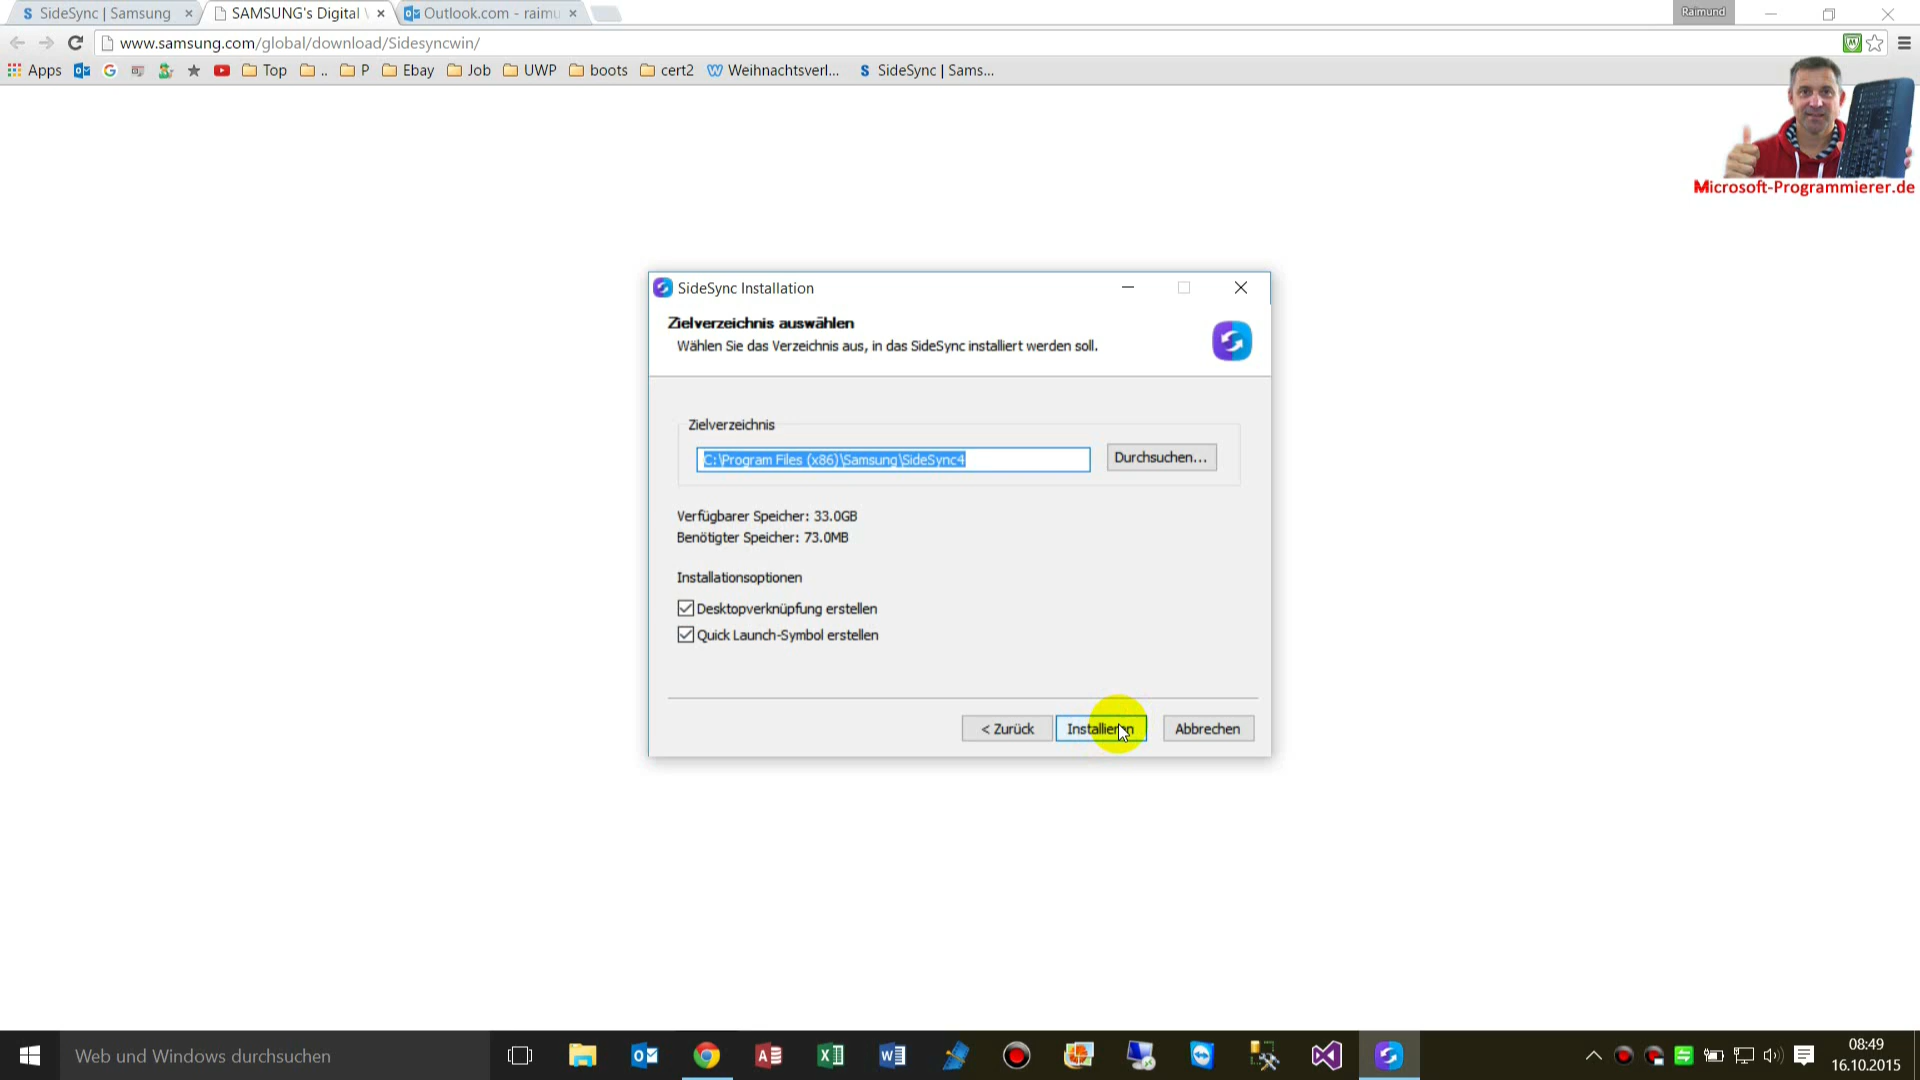 SideSync | Samsung
SAMSUNG's Digital
Outlook.com - raimu
Raimund
www.samsung.com/global/download/Sidesyncwin/
Apps
Top
..
P
Ebay
Job
UWP
boots
cert2
Weihnachtsverl...
SideSync | Sams...
Microsoft-Programmierer.de
SideSync Installation
Zielverzeichnis auswählen
Wählen Sie das Verzeichnis aus, in das SideSync installiert werden soll.
Zielverzeichnis
C:\Program Files (x86)\Samsung\SideSync4
Durchsuchen...
Verfügbarer Speicher: 33.0GB
Benötigter Speicher: 73.0MB
Installationsoptionen
Desktopverknüpfung erstellen
Quick Launch-Symbol erstellen
< Zurück
Installieren
Abbrechen
Web und Windows durchsuchen
08:49
16.10.2015